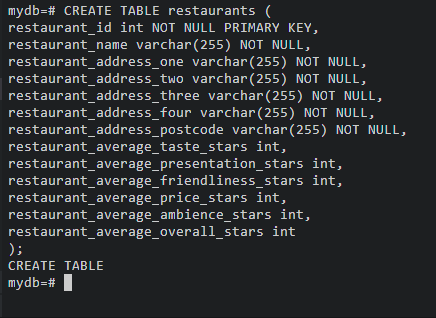 mydb=# CREATE TABLE restaurants (
restaurant_id int NOT NULL PRIMARY KEY,
restaurant_name varchar(255) NOT NULL,
restaurant_address_one varchar(255) NOT NULL,
restaurant_address_two varchar(255) NOT NULL,
restaurant_address_three varchar(255) NOT NULL,
restaurant_address_four varchar(255) NOT NULL,
restaurant_address_postcode varchar(255) NOT NULL,
restaurant_average_taste_stars int,
restaurant_average_presentation_stars int,
restaurant_average_friendliness_stars int,
restaurant_average_price_stars int,
restaurant_average_ambience_stars int,
restaurant_average_overall_stars int
);
CREATE TABLE
mydb=#